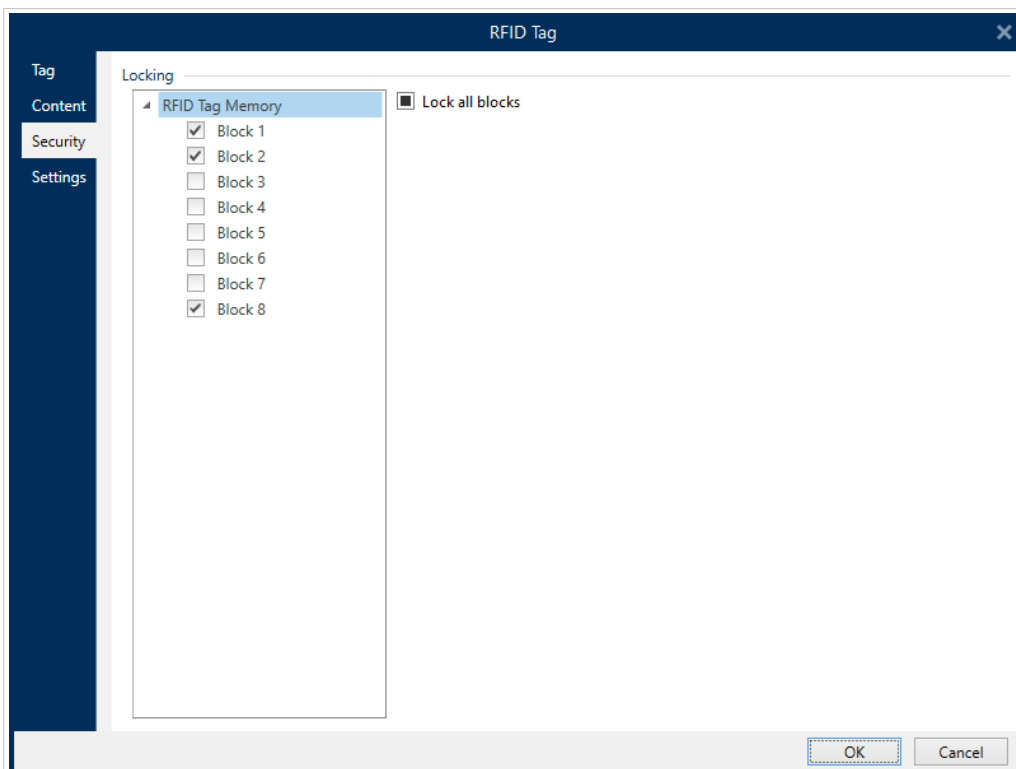 RFID Tag
Tag
Content
Security
Settings
Locking
RFID Tag Memory
Block 1
Block 2
Block 3
Block 4
Block 5
Block 6
Block 7
Block 8
Lock all blocks
OK
Cancel